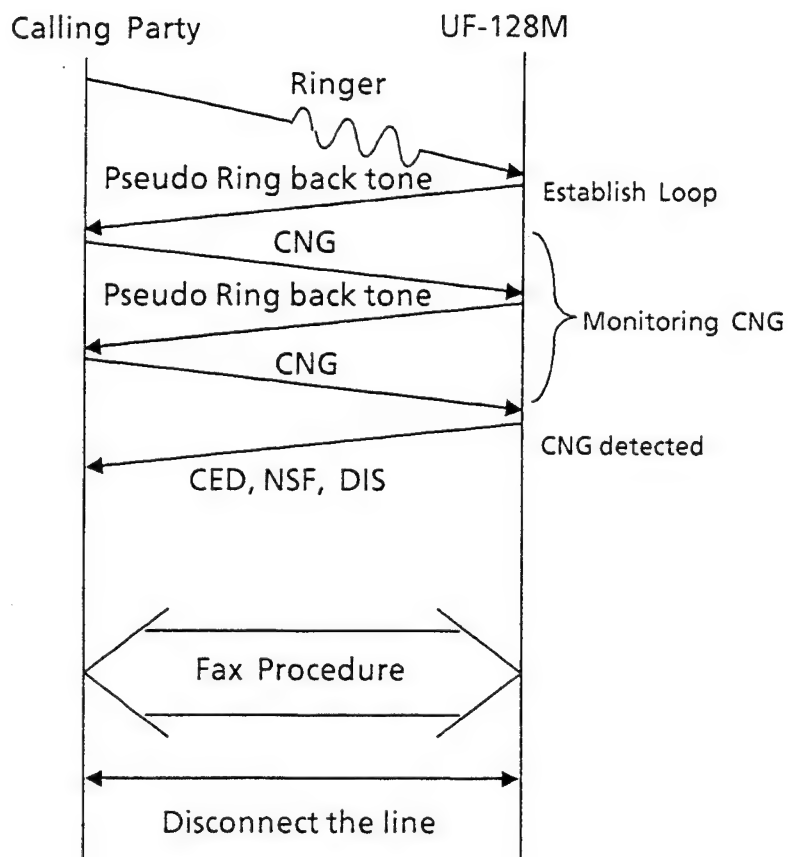 Calling Party
UF-128M
Ringer
Pseudo Ring back tone
Establish Loop
CNG
Pseudo Ring back tone
Monitoring CNG
CNG
CNG detected
CED, NSF, DIS
Fax Procedure
Disconnect the line